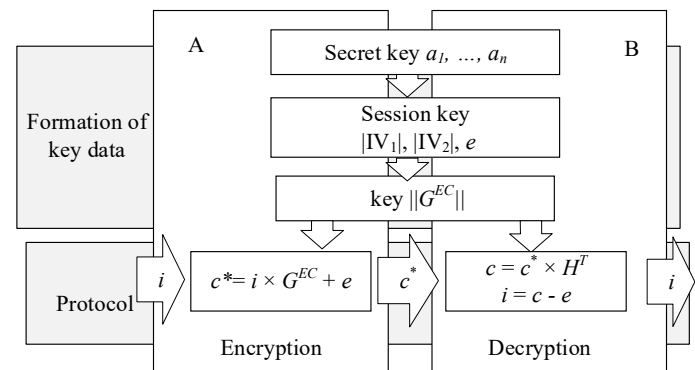 A
B
Secret key a₁, …, aₙ
Formation of
key data
Session key
|IV₁|, |IV₂|, e
key ||G^EC||
Protocol
i
c*= i × G^EC + e
c*
c = c* × H^T
i = c - e
i
Encryption
Decryption